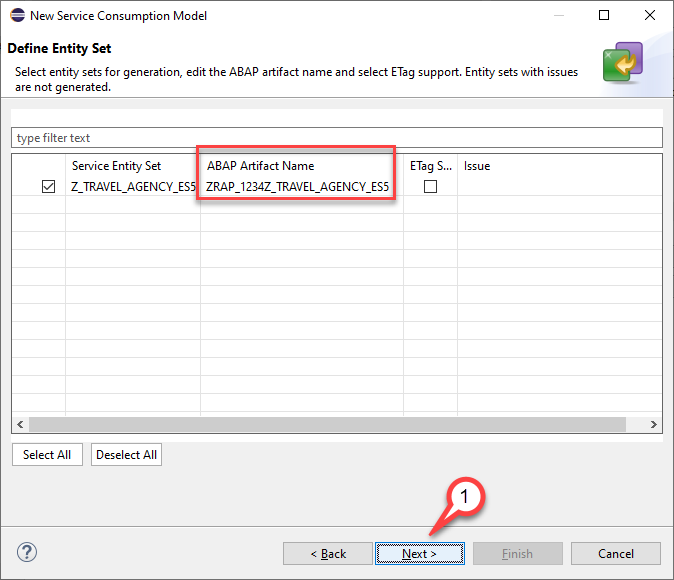 New Service Consumption Model
Define Entity Set
Select entity sets for generation, edit the ABAP artifact name and select ETag support. Entity sets with issues
are not generated.
type filter text
Service Entity Set ABAP Artifact Name ETag S... Issue
Z_TRAVEL_AGENCY_ES5 ZRAP_1234Z_TRAVEL_AGENCY_ES5
Select All Deselect All
1
? < Back Next > Finish Cancel